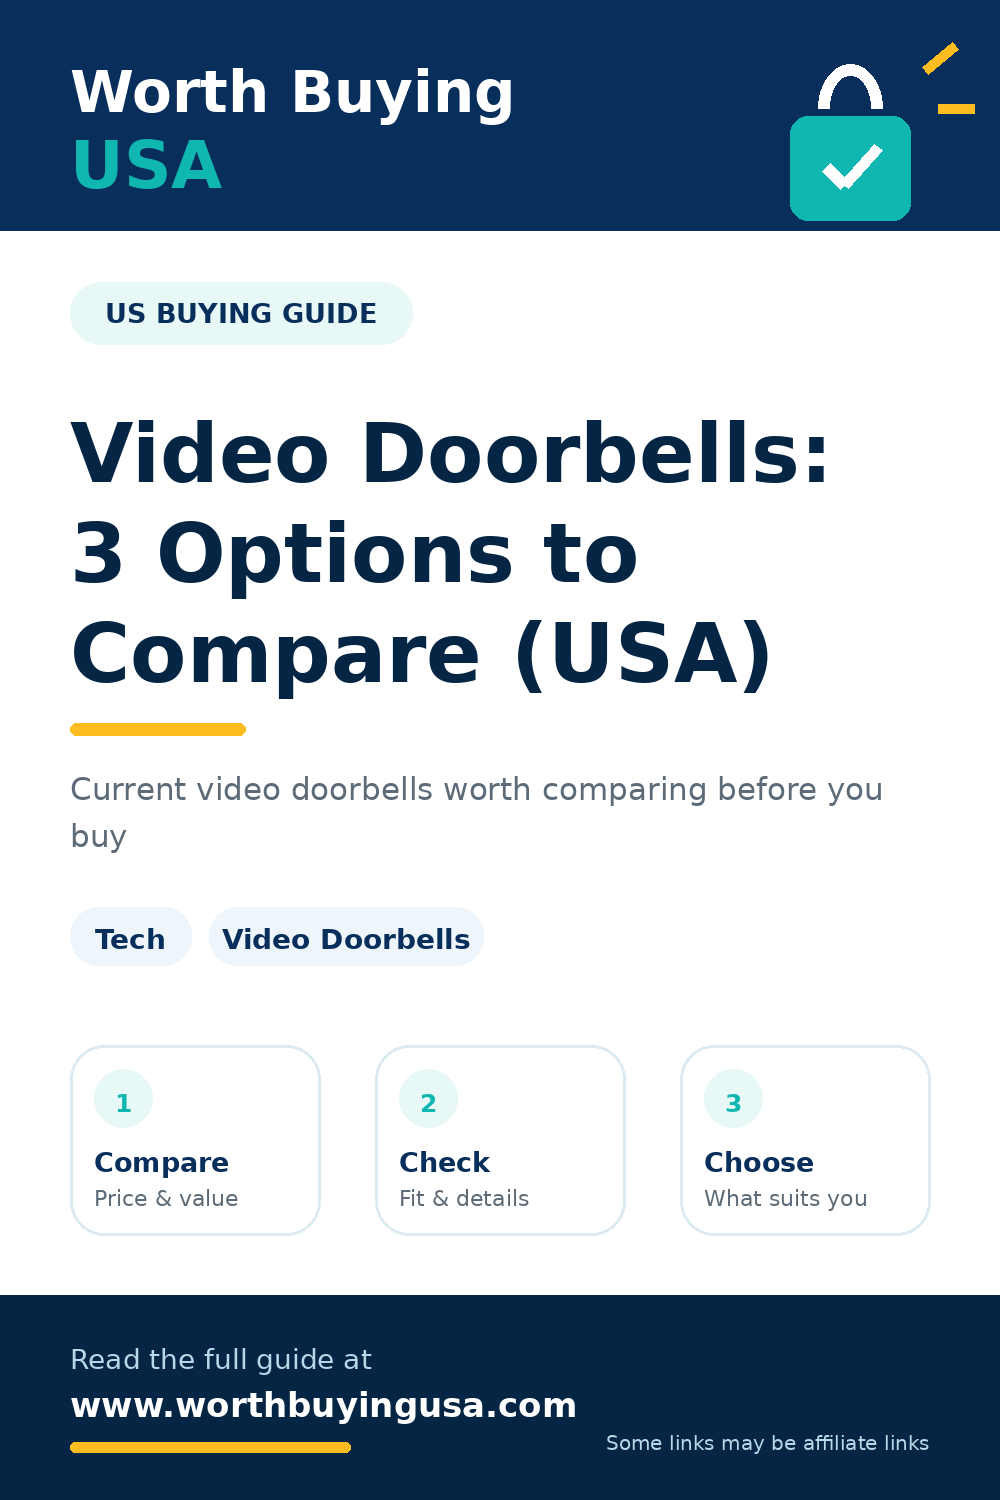 Worth Buying
USA
US BUYING GUIDE
Video Doorbells:
3 Options to
Compare (USA)
Current video doorbells worth comparing before you
buy
Tech
Video Doorbells
1
Compare
Price & value
2
Check
Fit & details
3
Choose
What suits you
Read the full guide at
www.worthbuyingusa.com
Some links may be affiliate links